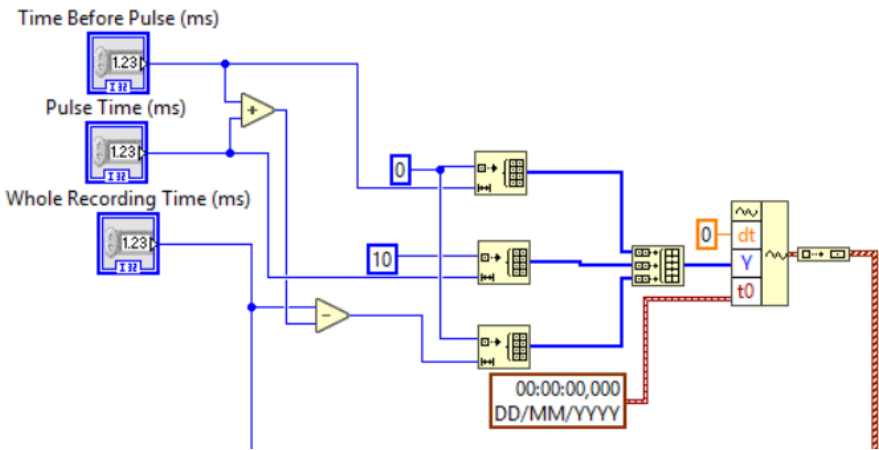 Time Before Pulse (ms)
1.23
I32
Pulse Time (ms)
1.23
I32
Whole Recording Time (ms)
1.23
I32
+
-
0
10
0
dt
Y
t0
00:00:00,000
DD/MM/YYYY